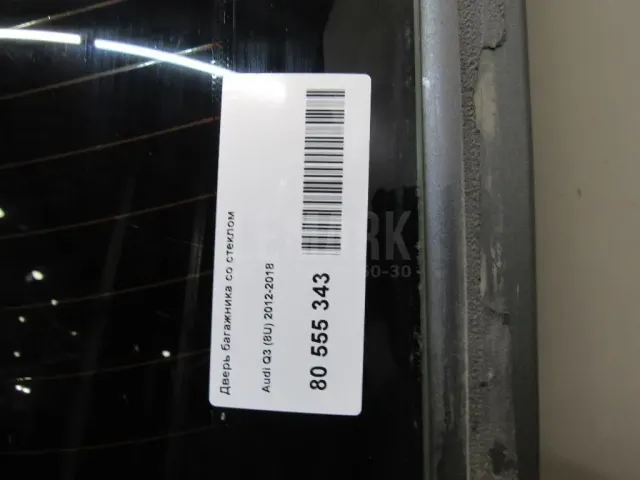 Дверь багажника со стеклом
Audi Q3 (8U) 2012-2018
80 555 343